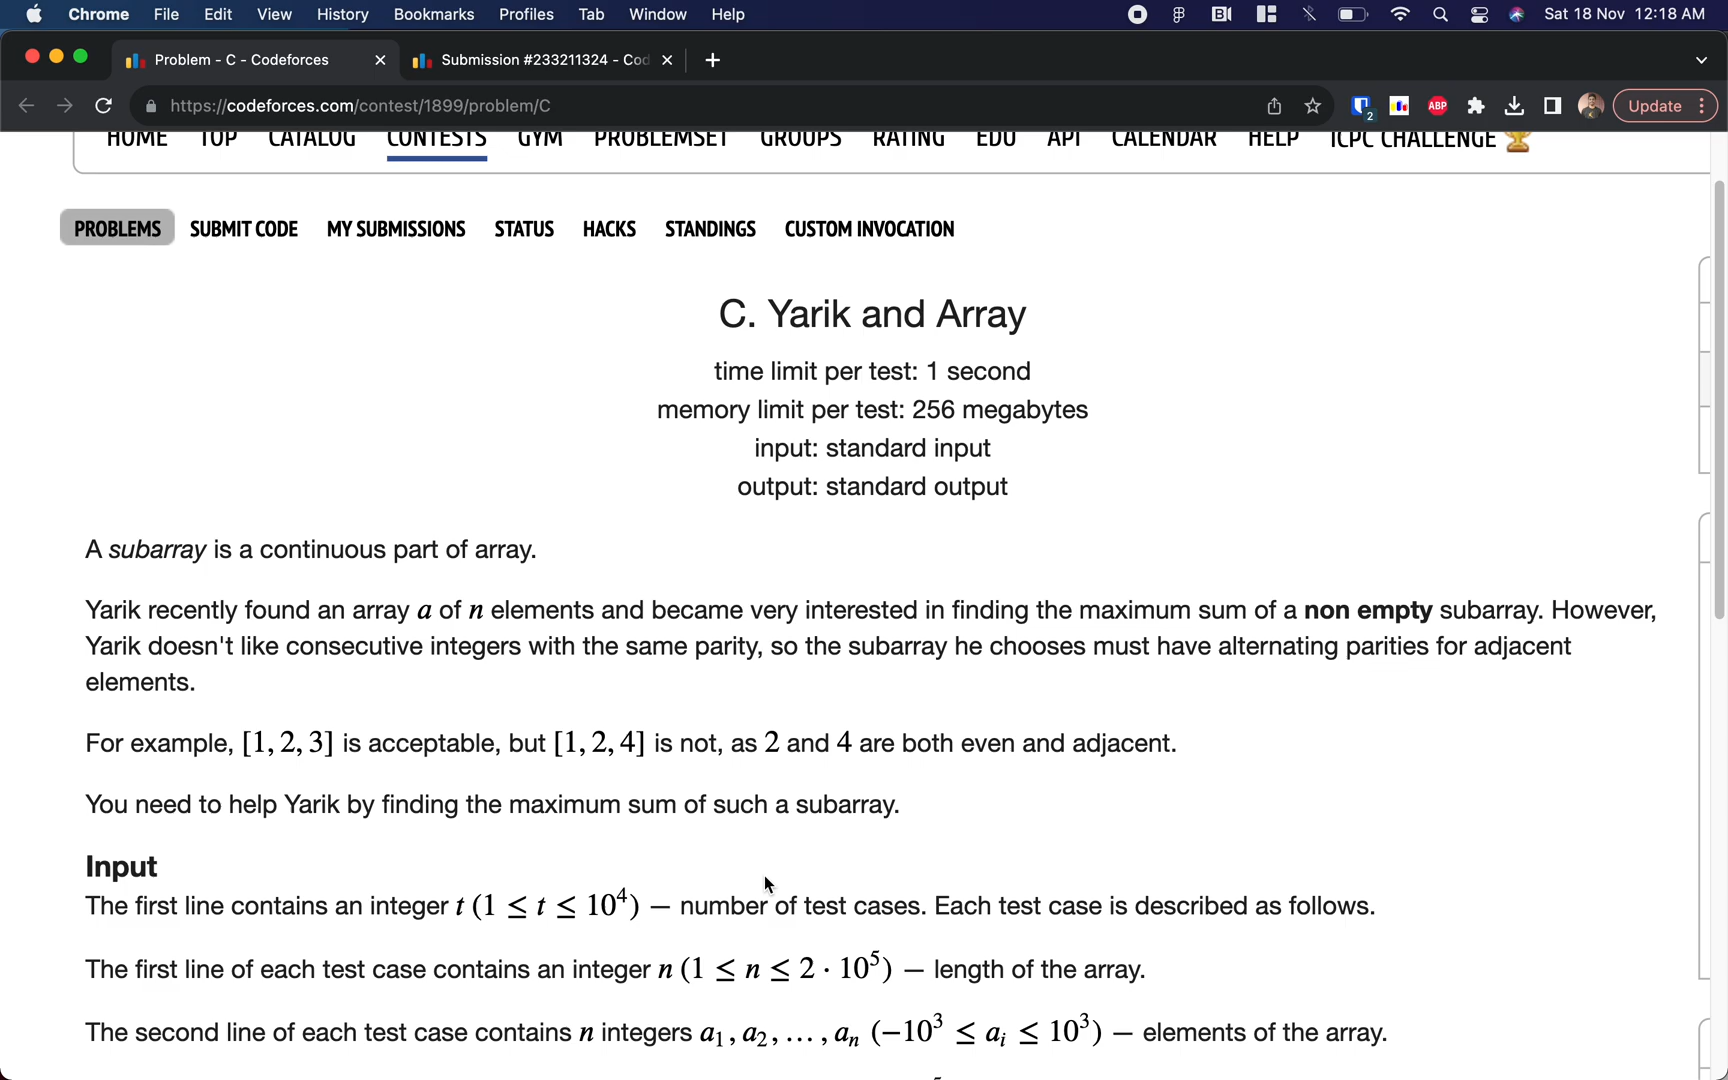 Chrome File Edit View History Bookmarks Profiles Tab Window Help Sat 18 Nov 12:18 AM
Problem - C - Codeforces Submission #233211324 - Cod
https://codeforces.com/contest/1899/problem/C 2 ABP Update
HOME TOP CATALOG CONTESTS GYM PROBLEMSET GROUPS RATING EDU API CALENDAR HELP ICPC CHALLENGE 🏆
PROBLEMS SUBMIT CODE MY SUBMISSIONS STATUS HACKS STANDINGS CUSTOM INVOCATION
C. Yarik and Array
time limit per test: 1 second
memory limit per test: 256 megabytes
input: standard input
output: standard output
A subarray is a continuous part of array.
Yarik recently found an array a of n elements and became very interested in finding the maximum sum of a non empty subarray. However,
Yarik doesn't like consecutive integers with the same parity, so the subarray he chooses must have alternating parities for adjacent
elements.
For example, [1, 2, 3] is acceptable, but [1, 2, 4] is not, as 2 and 4 are both even and adjacent.
You need to help Yarik by finding the maximum sum of such a subarray.
Input
The first line contains an integer t (1 ≤ t ≤ 10⁴) — number of test cases. Each test case is described as follows.
The first line of each test case contains an integer n (1 ≤ n ≤ 2 · 10⁵) — length of the array.
The second line of each test case contains n integers a₁, a₂, …, aₙ (−10³ ≤ aᵢ ≤ 10³) — elements of the array.